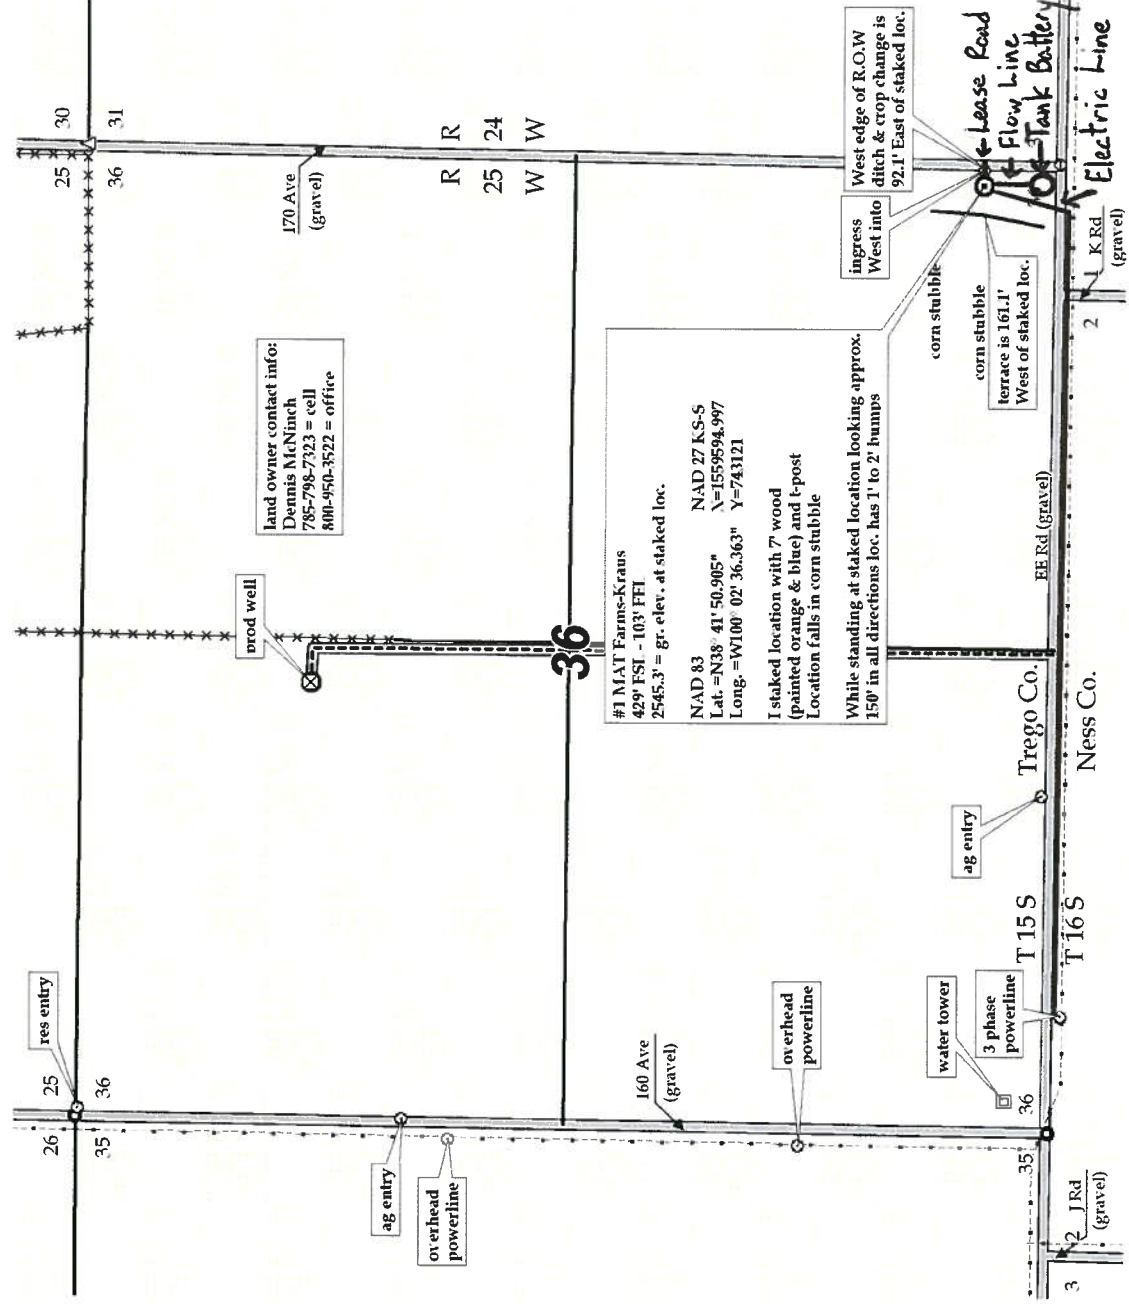 30
31
25
36
170 Ave
(gravel)
R
24
W
R
25
W
West edge of R.O.W
ditch & crop change is
92.1' East of staked loc.
← Lease Road
← Flow Line
← Tank Battery
← Electric Line
ingress
West into
corn stubble
corn stubble
terrace is 161.1'
West of staked loc.
1
K Rd
(gravel)
2
land owner contact info:
Dennis McNinch
785-798-7323 = cell
800-950-3522 = office
prod well
36
#1 MAT Farms-Kraus
429' FSL - 103' FEL
2545.3' = gr. elev. at staked loc.
NAD 83
Lat. =N38° 41' 50.905"
Long. =W100° 02' 36.363"
NAD 27 KS-S
X=1559594.997
Y=743121
I staked location with 7' wood
(painted orange & blue) and t-post
Location falls in corn stubble
While standing at staked location looking approx.
150' in all directions loc. has 1' to 2' bumps
EE Rd (gravel)
Trego Co.
Ness Co.
ag entry
T 15 S
T 16 S
res entry
25
36
26
35
ag entry
overhead
powerline
160 Ave
(gravel)
overhead
powerline
water tower
3 phase
powerline
36
35
2
J Rd
(gravel)
3